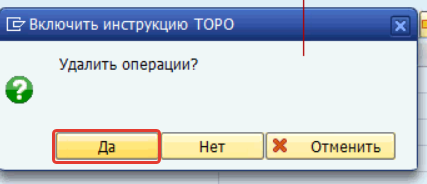 Включить инструкцию ТОРО
Удалить операции?
Да
Нет
Отменить